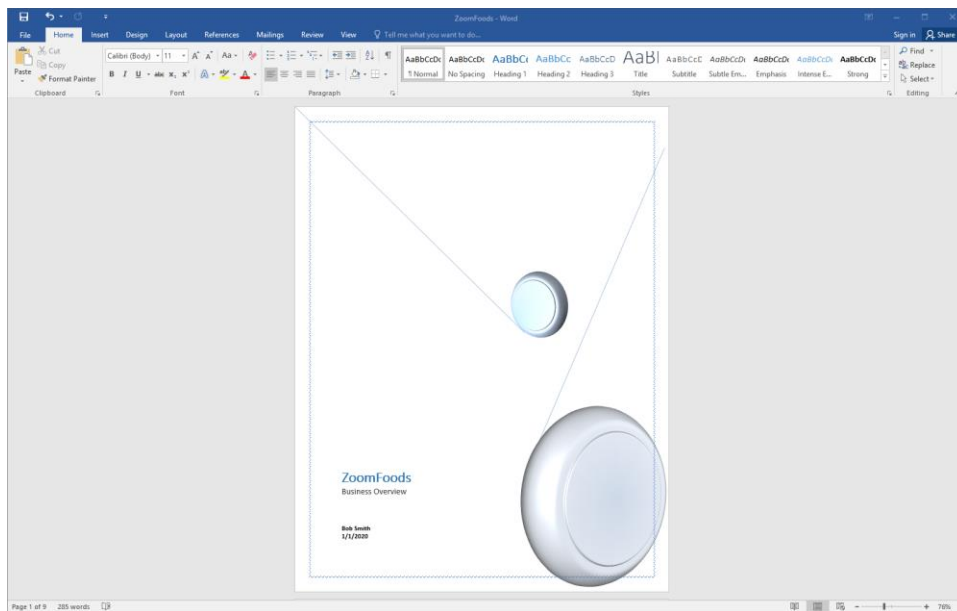 ZoomFoods - Word
File Home Insert Design Layout References Mailings Review View Tell me what you want to do... Sign in Share
Cut
Copy
Format Painter
Paste
Calibri (Body) 11
AaBbCcDc AaBbCcDc AaBbCc AaBbCc AaBbCcD AaBl AaBbCcC AaBbCcDc AaBbCcDc AaBbCcDc AaBbCcDc
¶ Normal No Spacing Heading 1 Heading 2 Heading 3 Title Subtitle Subtle Em... Emphasis Intense E... Strong
Find
Replace
Select
Clipboard Font Paragraph Styles Editing
ZoomFoods
Business Overview
Bob Smith
1/1/2020
Page 1 of 9 285 words 76%